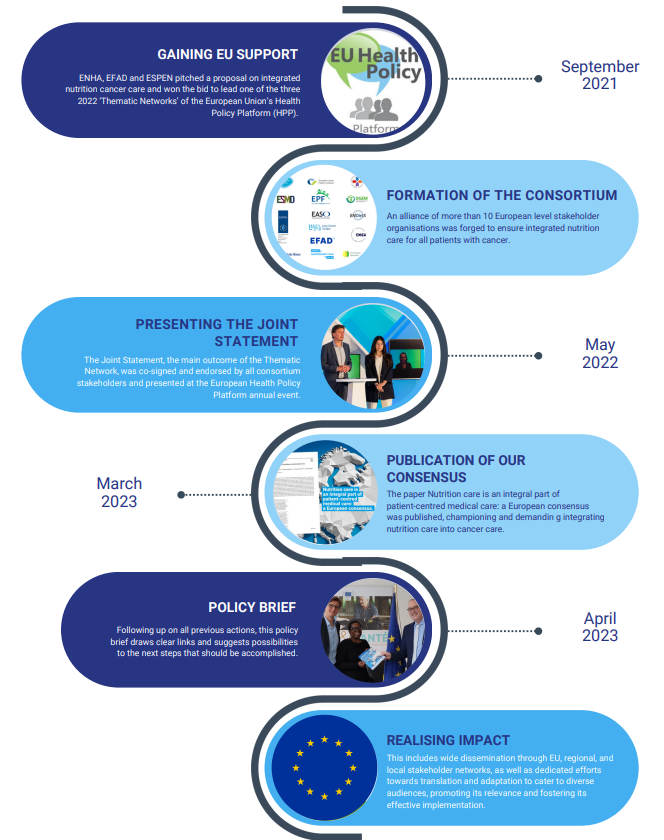 GAINING EU SUPPORT
ENHA, EFAD and ESPEN pitched a proposal on integrated
nutrition cancer care and won the bid to lead one of the three
2022 'Thematic Networks' of the European Union's Health
Policy Platform (HPP).
EU Health
Policy
Platform
September
2021
ESMO
EPF
EASO
EFAD
FORMATION OF THE CONSORTIUM
An alliance of more than 10 European level stakeholder
organisations was forged to ensure integrated nutrition
care for all patients with cancer.
PRESENTING THE JOINT
STATEMENT
The Joint Statement, the main outcome of the Thematic
Network, was co-signed and endorsed by all consortium
stakeholders and presented at the European Health Policy
Platform annual event.
May
2022
March
2023
Nutrition care is
an integral part of
patient-centred
medical care:
a European consensus.
PUBLICATION OF OUR
CONSENSUS
The paper Nutrition care is an integral part of
patient-centred medical care: a European consensus
was published, championing and demandin g integrating
nutrition care into cancer care.
POLICY BRIEF
Following up on all previous actions, this policy
brief draws clear links and suggests possibilities
to the next steps that should be accomplished.
April
2023
REALISING IMPACT
This includes wide dissemination through EU, regional, and
local stakeholder networks, as well as dedicated efforts
towards translation and adaptation to cater to diverse
audiences, promoting its relevance and fostering its
effective implementation.